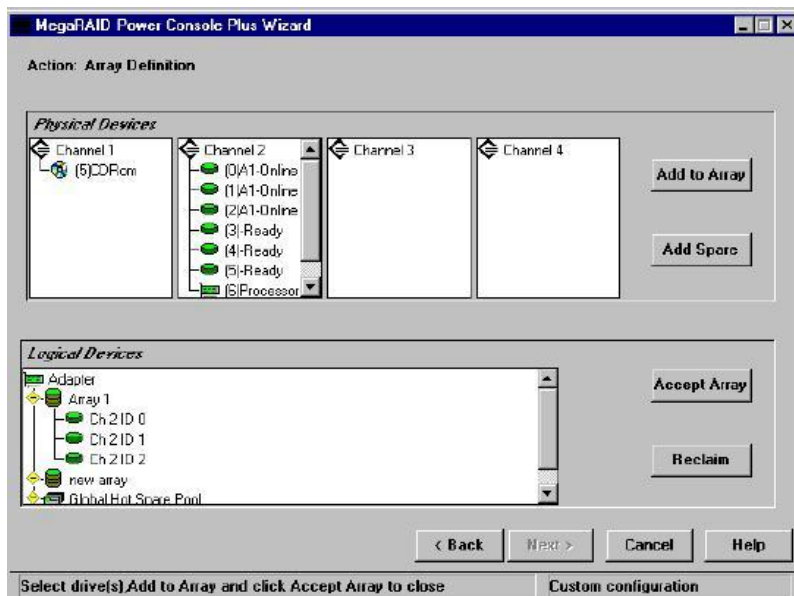 MegaRAID Power Console Plus Wizard
Action: Array Definition
Physical Devices
Channel 1
(5)CDRom
Channel 2
(0)A1-Online
(1)A1-Online
(2)A1-Online
(3)-Ready
(4)-Ready
(5)-Ready
(6)Processor
Channel 3
Channel 4
Add to Array
Add Spare
Logical Devices
Adapter
Array 1
Ch 2 ID 0
Ch 2 ID 1
Ch 2 ID 2
new array
Global Hot Spare Pool
Accept Array
Reclaim
< Back
Next >
Cancel
Help
Select drive(s),Add to Array and click Accept Array to close
Custom configuration